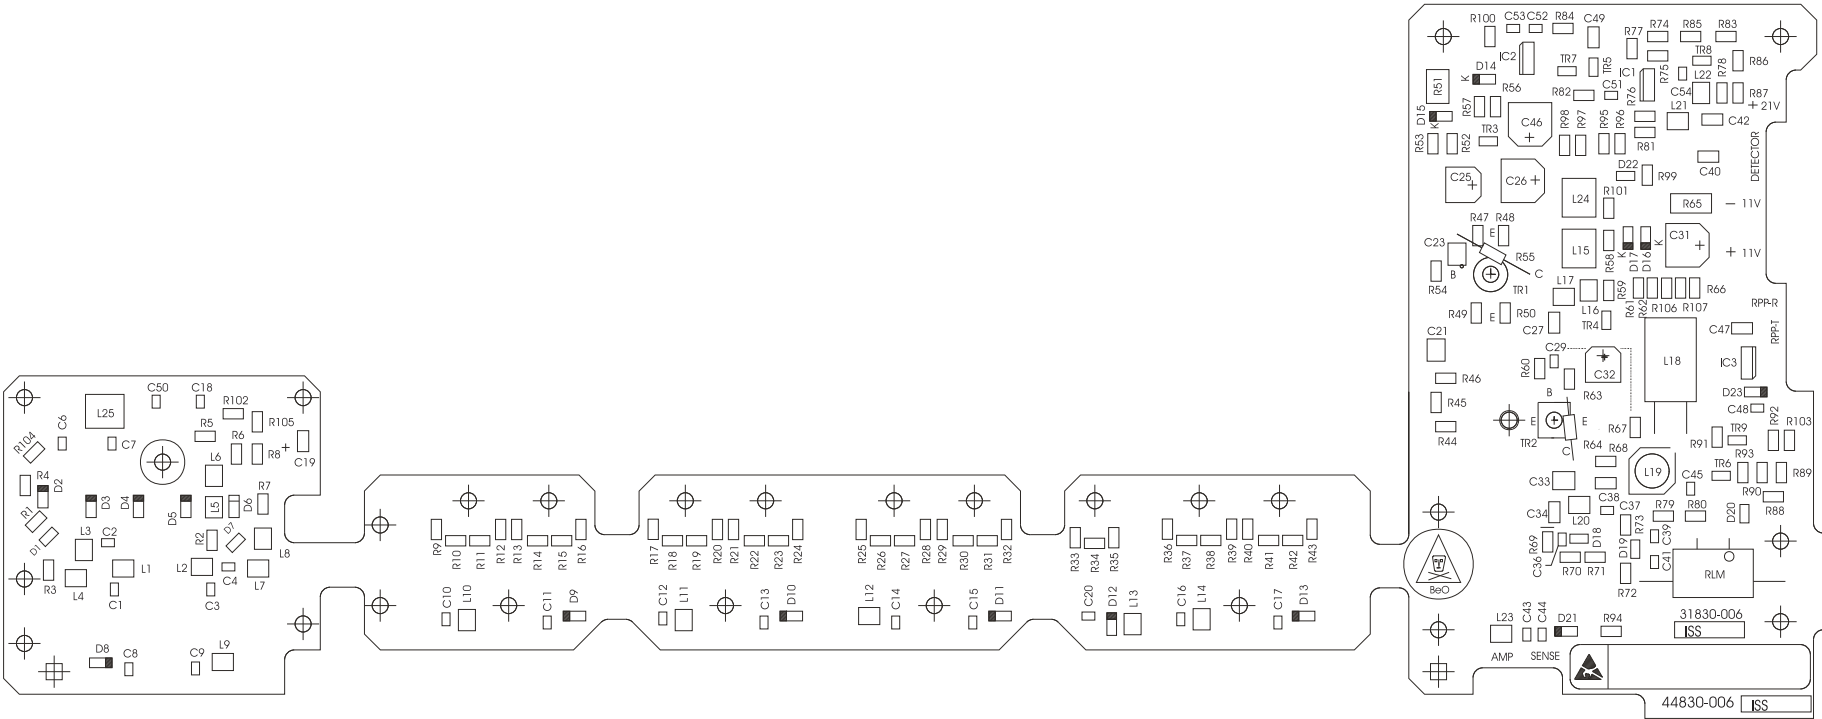 C50
C18
L25
R102
R105
C6
C7
R5
R6
R8
+
C19
R104
L6
R4
D2
D3
D4
D5
L5
D6
R7
R1
D1
L3
C2
R2
D7
L8
R3
L4
L1
C1
L2
C4
C3
L7
D8
C8
C9
L9
R9
R10
R11
R12
R13
R14
R15
R16
C10
L10
C11
D9
R17
R18
R19
R20
R21
R22
R23
R24
C12
L11
C13
D10
R25
R26
R27
R28
R29
R30
R31
R32
L12
C14
C15
D11
R33
R34
R35
C20
D12
L13
R36
R37
R38
R39
R40
R41
R42
R43
C16
L14
C17
D13
R100
C53
C52
R84
C49
R77
R74
R85
R83
IC2
TR7
TR5
IC1
R75
TR8
R78
R86
K
D14
R51
R57
R56
R82
C51
R76
C54
L22
R87
+ 21V
D15
K
C46
+
L21
C42
R53
R52
TR3
R98
R97
R95
R96
R81
DETECTOR
D22
R99
C40
C25
+
C26
+
L24
R101
R65
− 11V
R47
R48
E
C23
R55
B
C
R54
TR1
L15
R58
K
D17
D16
K
C31
+
+ 11V
L17
L16
R59
R61
R62
R106
R107
R66
RPP-R
R49
E
R50
C27
TR4
C47
RPP-T
C21
C29
R60
C32
+
L18
IC3
R46
R63
D23
B
C48
R92
R103
R45
E
E
TR2
C
R67
R44
R64
R68
R91
TR9
C33
L19
C45
TR6
R93
R89
R90
R88
C34
L20
C38
C37
R73
R79
R80
D20
R69
C36
D18
R70
R71
D19
C39
C41
R72
RLM
BeO
L23
C43
C44
D21
R94
31830-006
ISS
AMP
SENSE
44830-006
ISS